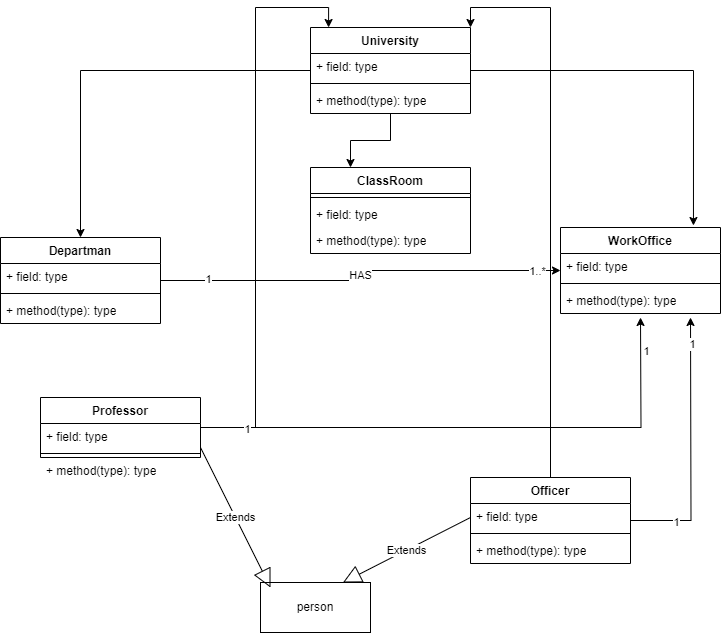 University
+ field: type
+ method(type): type
ClassRoom
+ field: type
+ method(type): type
Departman
+ field: type
+ method(type): type
WorkOffice
+ field: type
+ method(type): type
1
HAS
1..*
1
1
Professor
+ field: type
+ method(type): type
1
Officer
+ field: type
+ method(type): type
1
Extends
Extends
person